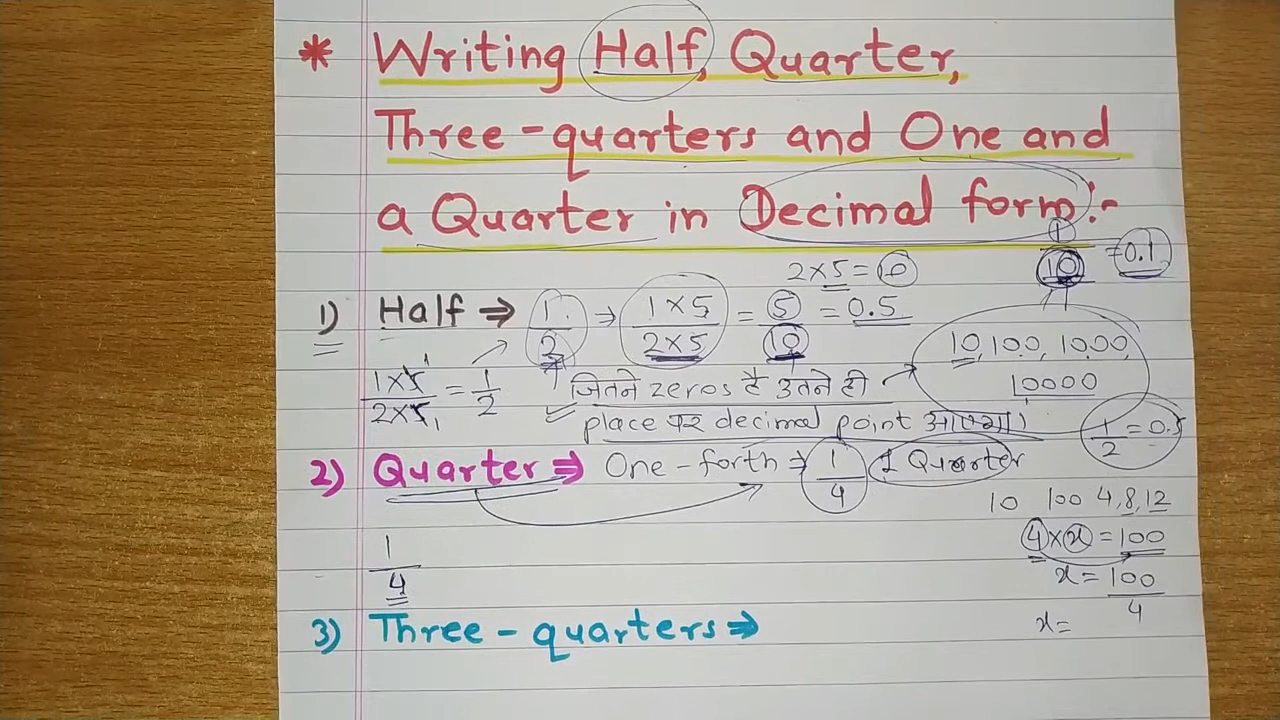 * Writing Half, Quarter,
Three-quarters and One and
a Quarter in Decimal form:-
1
10
=0.1
2×5=10
1) Half ⇒ 1/2 → 1×5/2×5 = 5/10 = 0.5
10, 100, 1000,
10000
1×5/2×5 = 1/2
जितने zeros है उतने ही
place पर decimal point आएगा।
1/2 = 0.5
2) Quarter ⇒ One-forth ⇒ 1/4 1 Quarter
10 100 4,8,12
4×x=100
x=100/4
x=
1/4
3) Three-quarters ⇒